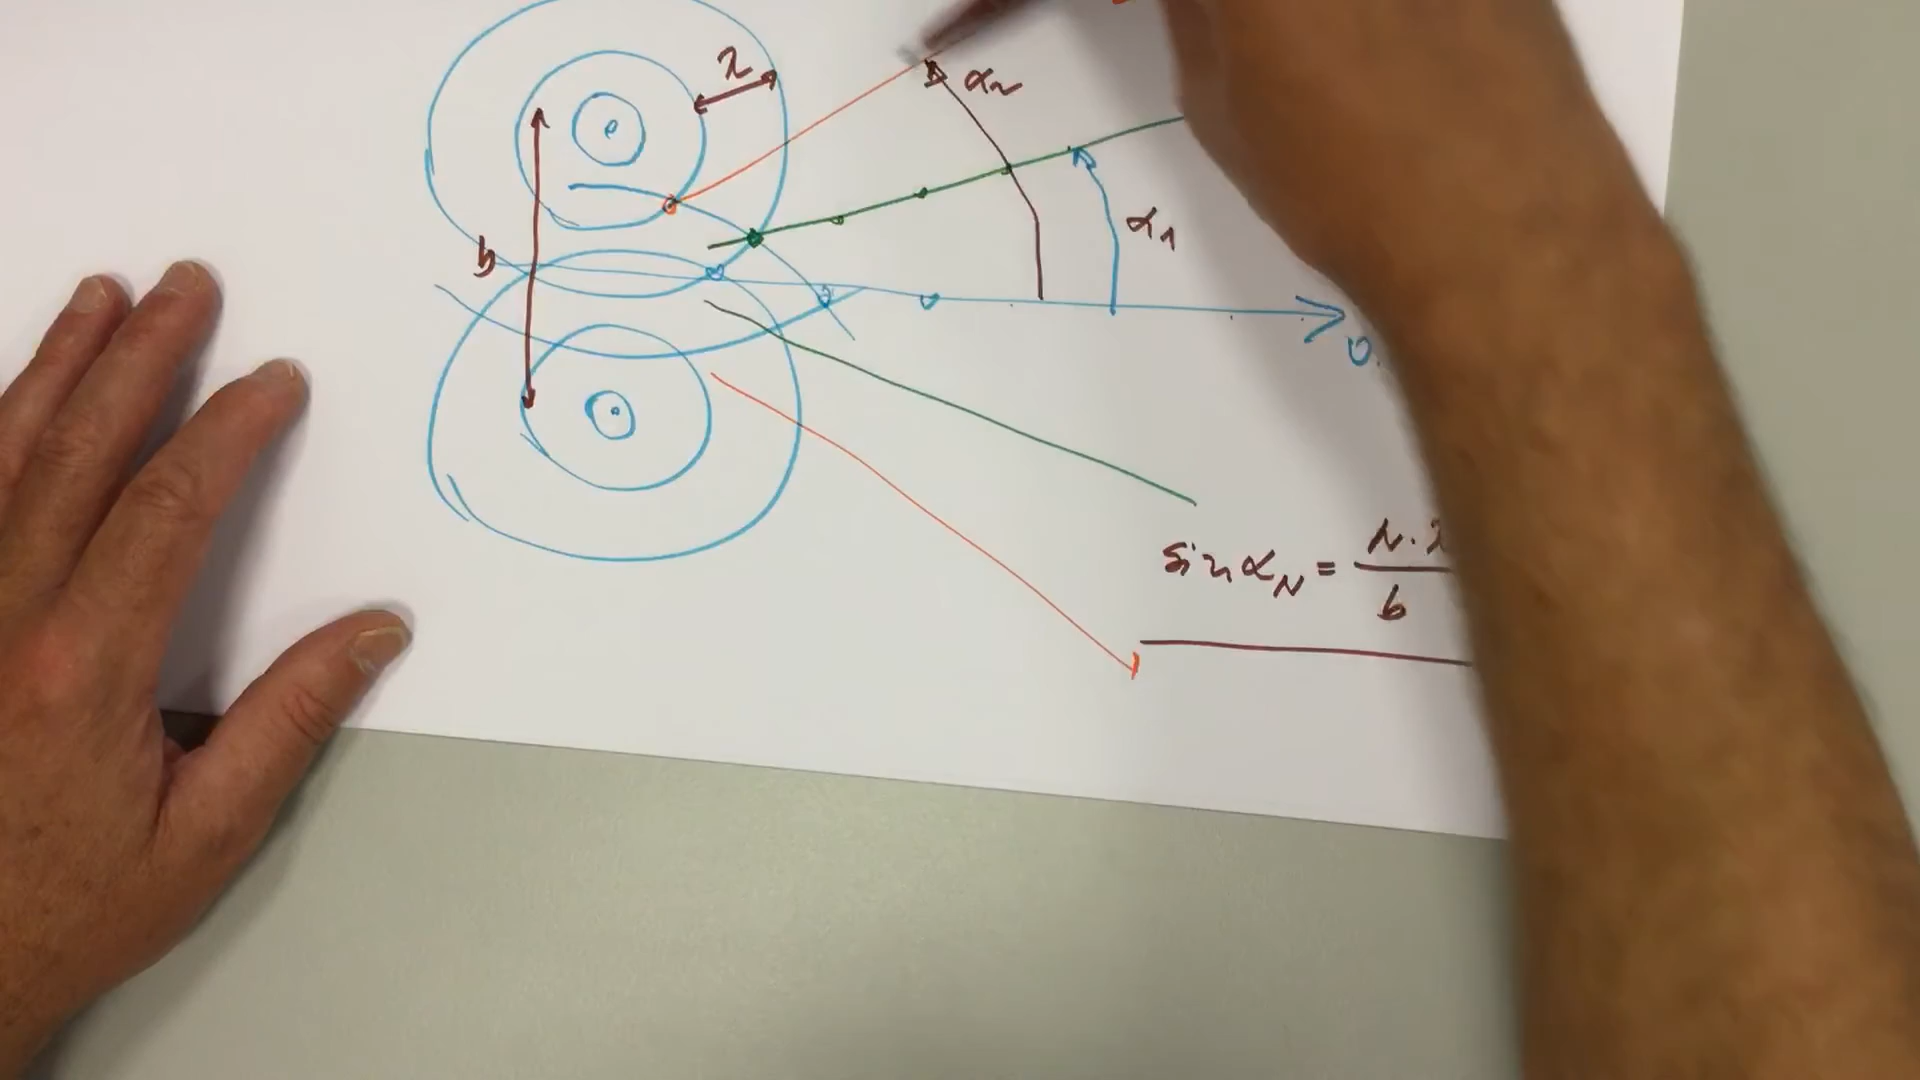 λ
α₂
α₁
b
0.
sin α_N = N·λ / b